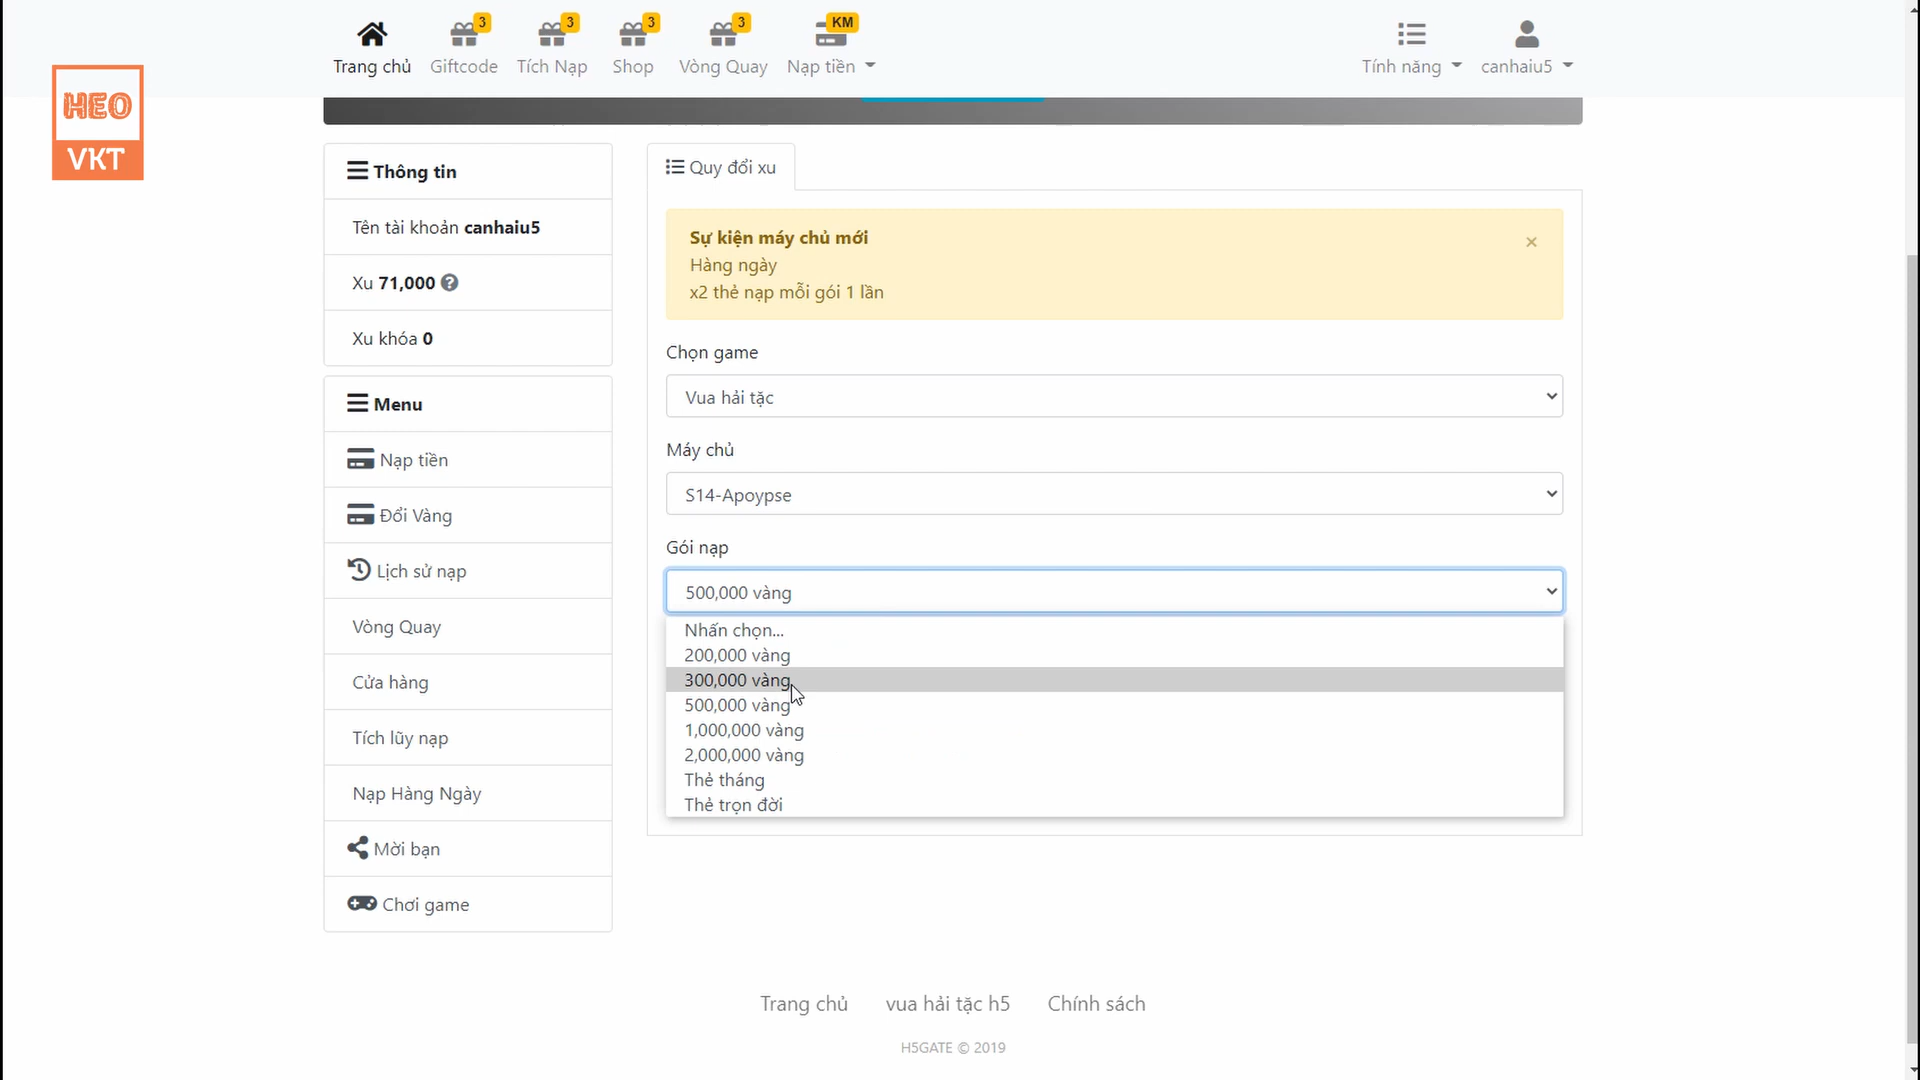 3
3
3
3
KM
Trang chủ
Giftcode
Tích Nạp
Shop
Vòng Quay
Nạp tiền
Tính năng
canhaiu5
HEO
VKT
Thông tin
Tên tài khoản canhaiu5
Xu 71,000
Xu khóa 0
Menu
Nạp tiền
Đổi Vàng
Lịch sử nạp
Vòng Quay
Cửa hàng
Tích lũy nạp
Nạp Hàng Ngày
Mời bạn
Chơi game
Quy đổi xu
Sự kiện máy chủ mới
×
Hàng ngày
x2 thẻ nạp mỗi gói 1 lần
Chọn game
Vua hải tặc
Máy chủ
S14-Apoypse
Gói nạp
500,000 vàng
Nhấn chọn...
200,000 vàng
300,000 vàng
500,000 vàng
1,000,000 vàng
2,000,000 vàng
Thẻ tháng
Thẻ trọn đời
Trang chủ
vua hải tặc h5
Chính sách
H5GATE © 2019